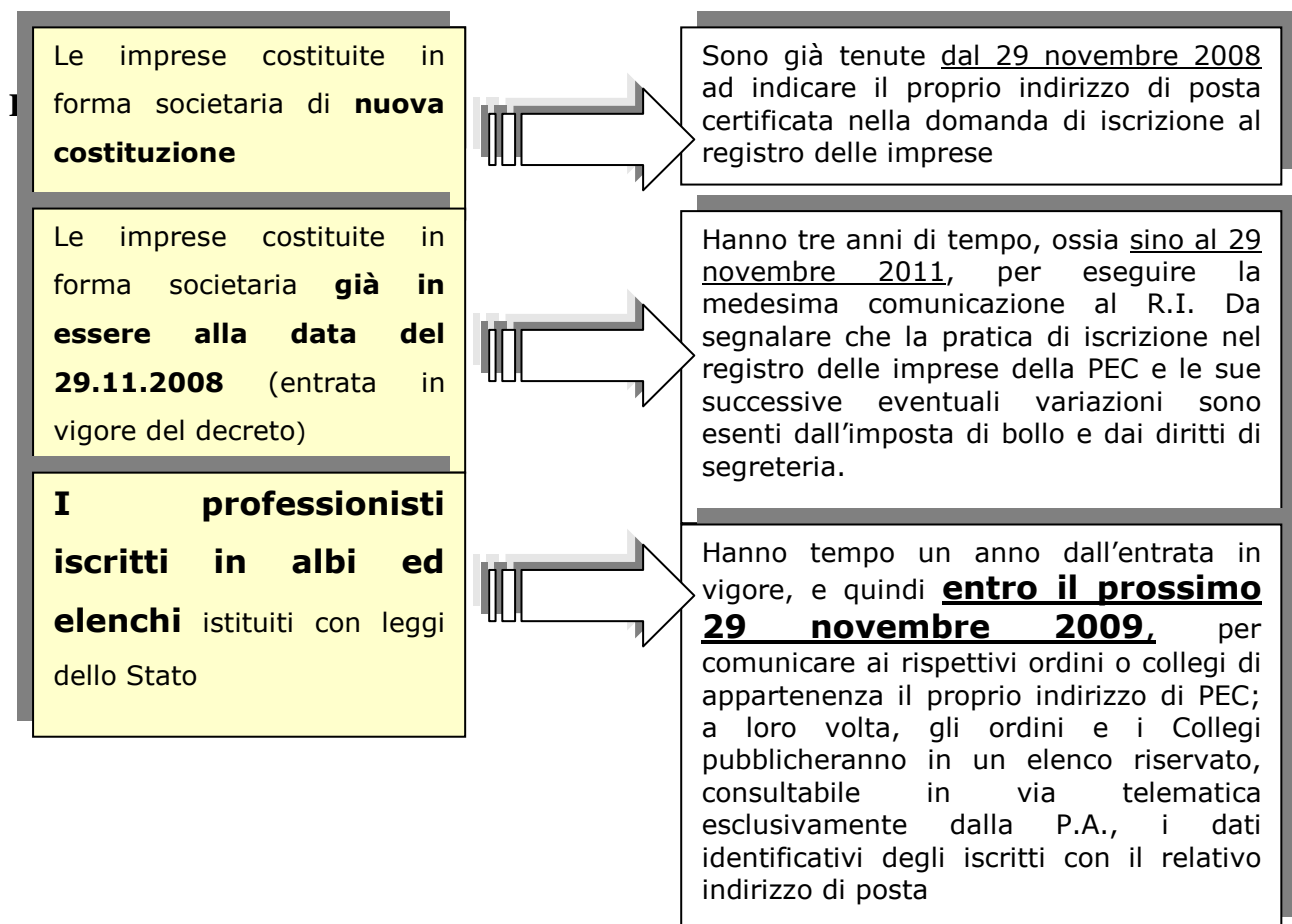 Le imprese costituite in
forma societaria di nuova
costituzione
Sono già tenute dal 29 novembre 2008
ad indicare il proprio indirizzo di posta
certificata nella domanda di iscrizione al
registro delle imprese
Le imprese costituite in
forma societaria già in
essere alla data del
29.11.2008 (entrata in
vigore del decreto)
Hanno tre anni di tempo, ossia sino al 29
novembre 2011, per eseguire la
medesima comunicazione al R.I. Da
segnalare che la pratica di iscrizione nel
registro delle imprese della PEC e le sue
successive eventuali variazioni sono
esenti dall’imposta di bollo e dai diritti di
segreteria.
I professionisti
iscritti in albi ed
elenchi istituiti con leggi
dello Stato
Hanno tempo un anno dall’entrata in
vigore, e quindi entro il prossimo
29 novembre 2009, per
comunicare ai rispettivi ordini o collegi di
appartenenza il proprio indirizzo di PEC;
a loro volta, gli ordini e i Collegi
pubblicheranno in un elenco riservato,
consultabile in via telematica
esclusivamente dalla P.A., i dati
identificativi degli iscritti con il relativo
indirizzo di posta